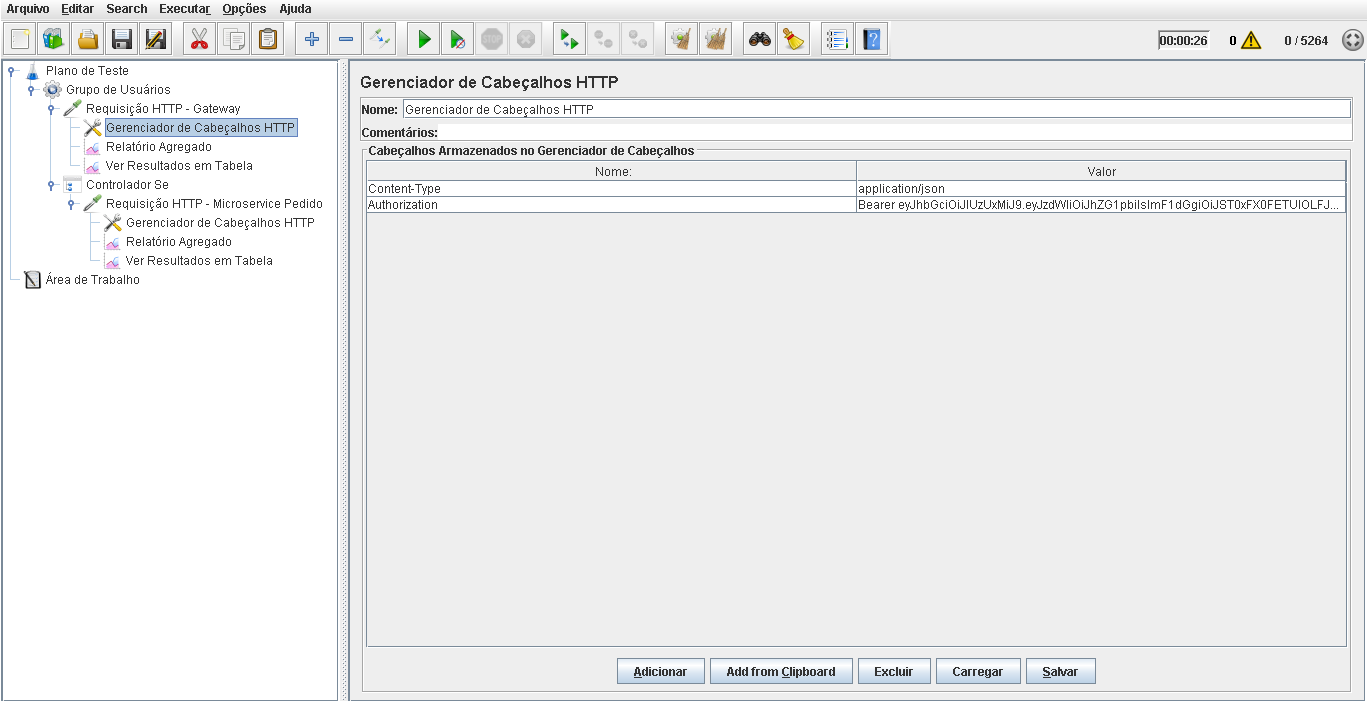 Arquivo Editar Search Executar Opções Ajuda
00:00:26 0 0 / 5264
Plano de Teste
Grupo de Usuários
Requisição HTTP - Gateway
Gerenciador de Cabeçalhos HTTP
Relatório Agregado
Ver Resultados em Tabela
Controlador Se
Requisição HTTP - Microservice Pedido
Gerenciador de Cabeçalhos HTTP
Relatório Agregado
Ver Resultados em Tabela
Área de Trabalho
Gerenciador de Cabeçalhos HTTP
Nome: Gerenciador de Cabeçalhos HTTP
Comentários:
Cabeçalhos Armazenados no Gerenciador de Cabeçalhos
Nome: Valor
Content-Type application/json
Authorization Bearer eyJhbGciOiJIUzUxMiJ9.eyJzdWIiOiJhZG1pbiIsImF1dGgiOiJST0xFX0FETUlOLFJ...
Adicionar Add from Clipboard Excluir Carregar Salvar